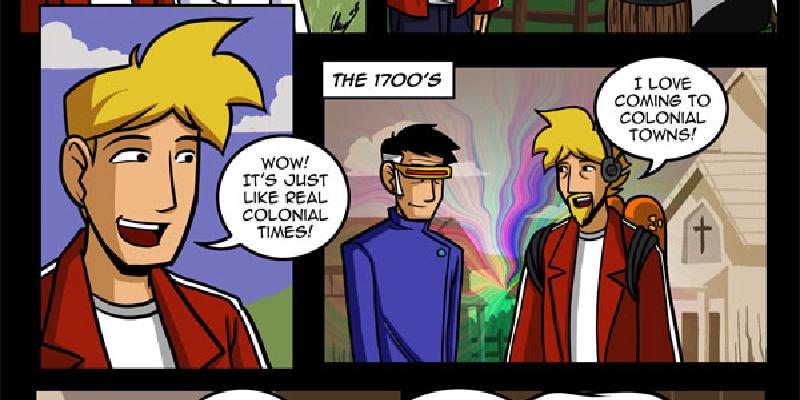 WOW!
IT'S JUST
LIKE REAL
COLONIAL
TIMES!
THE 1700'S
I LOVE
COMING TO
COLONIAL
TOWNS!